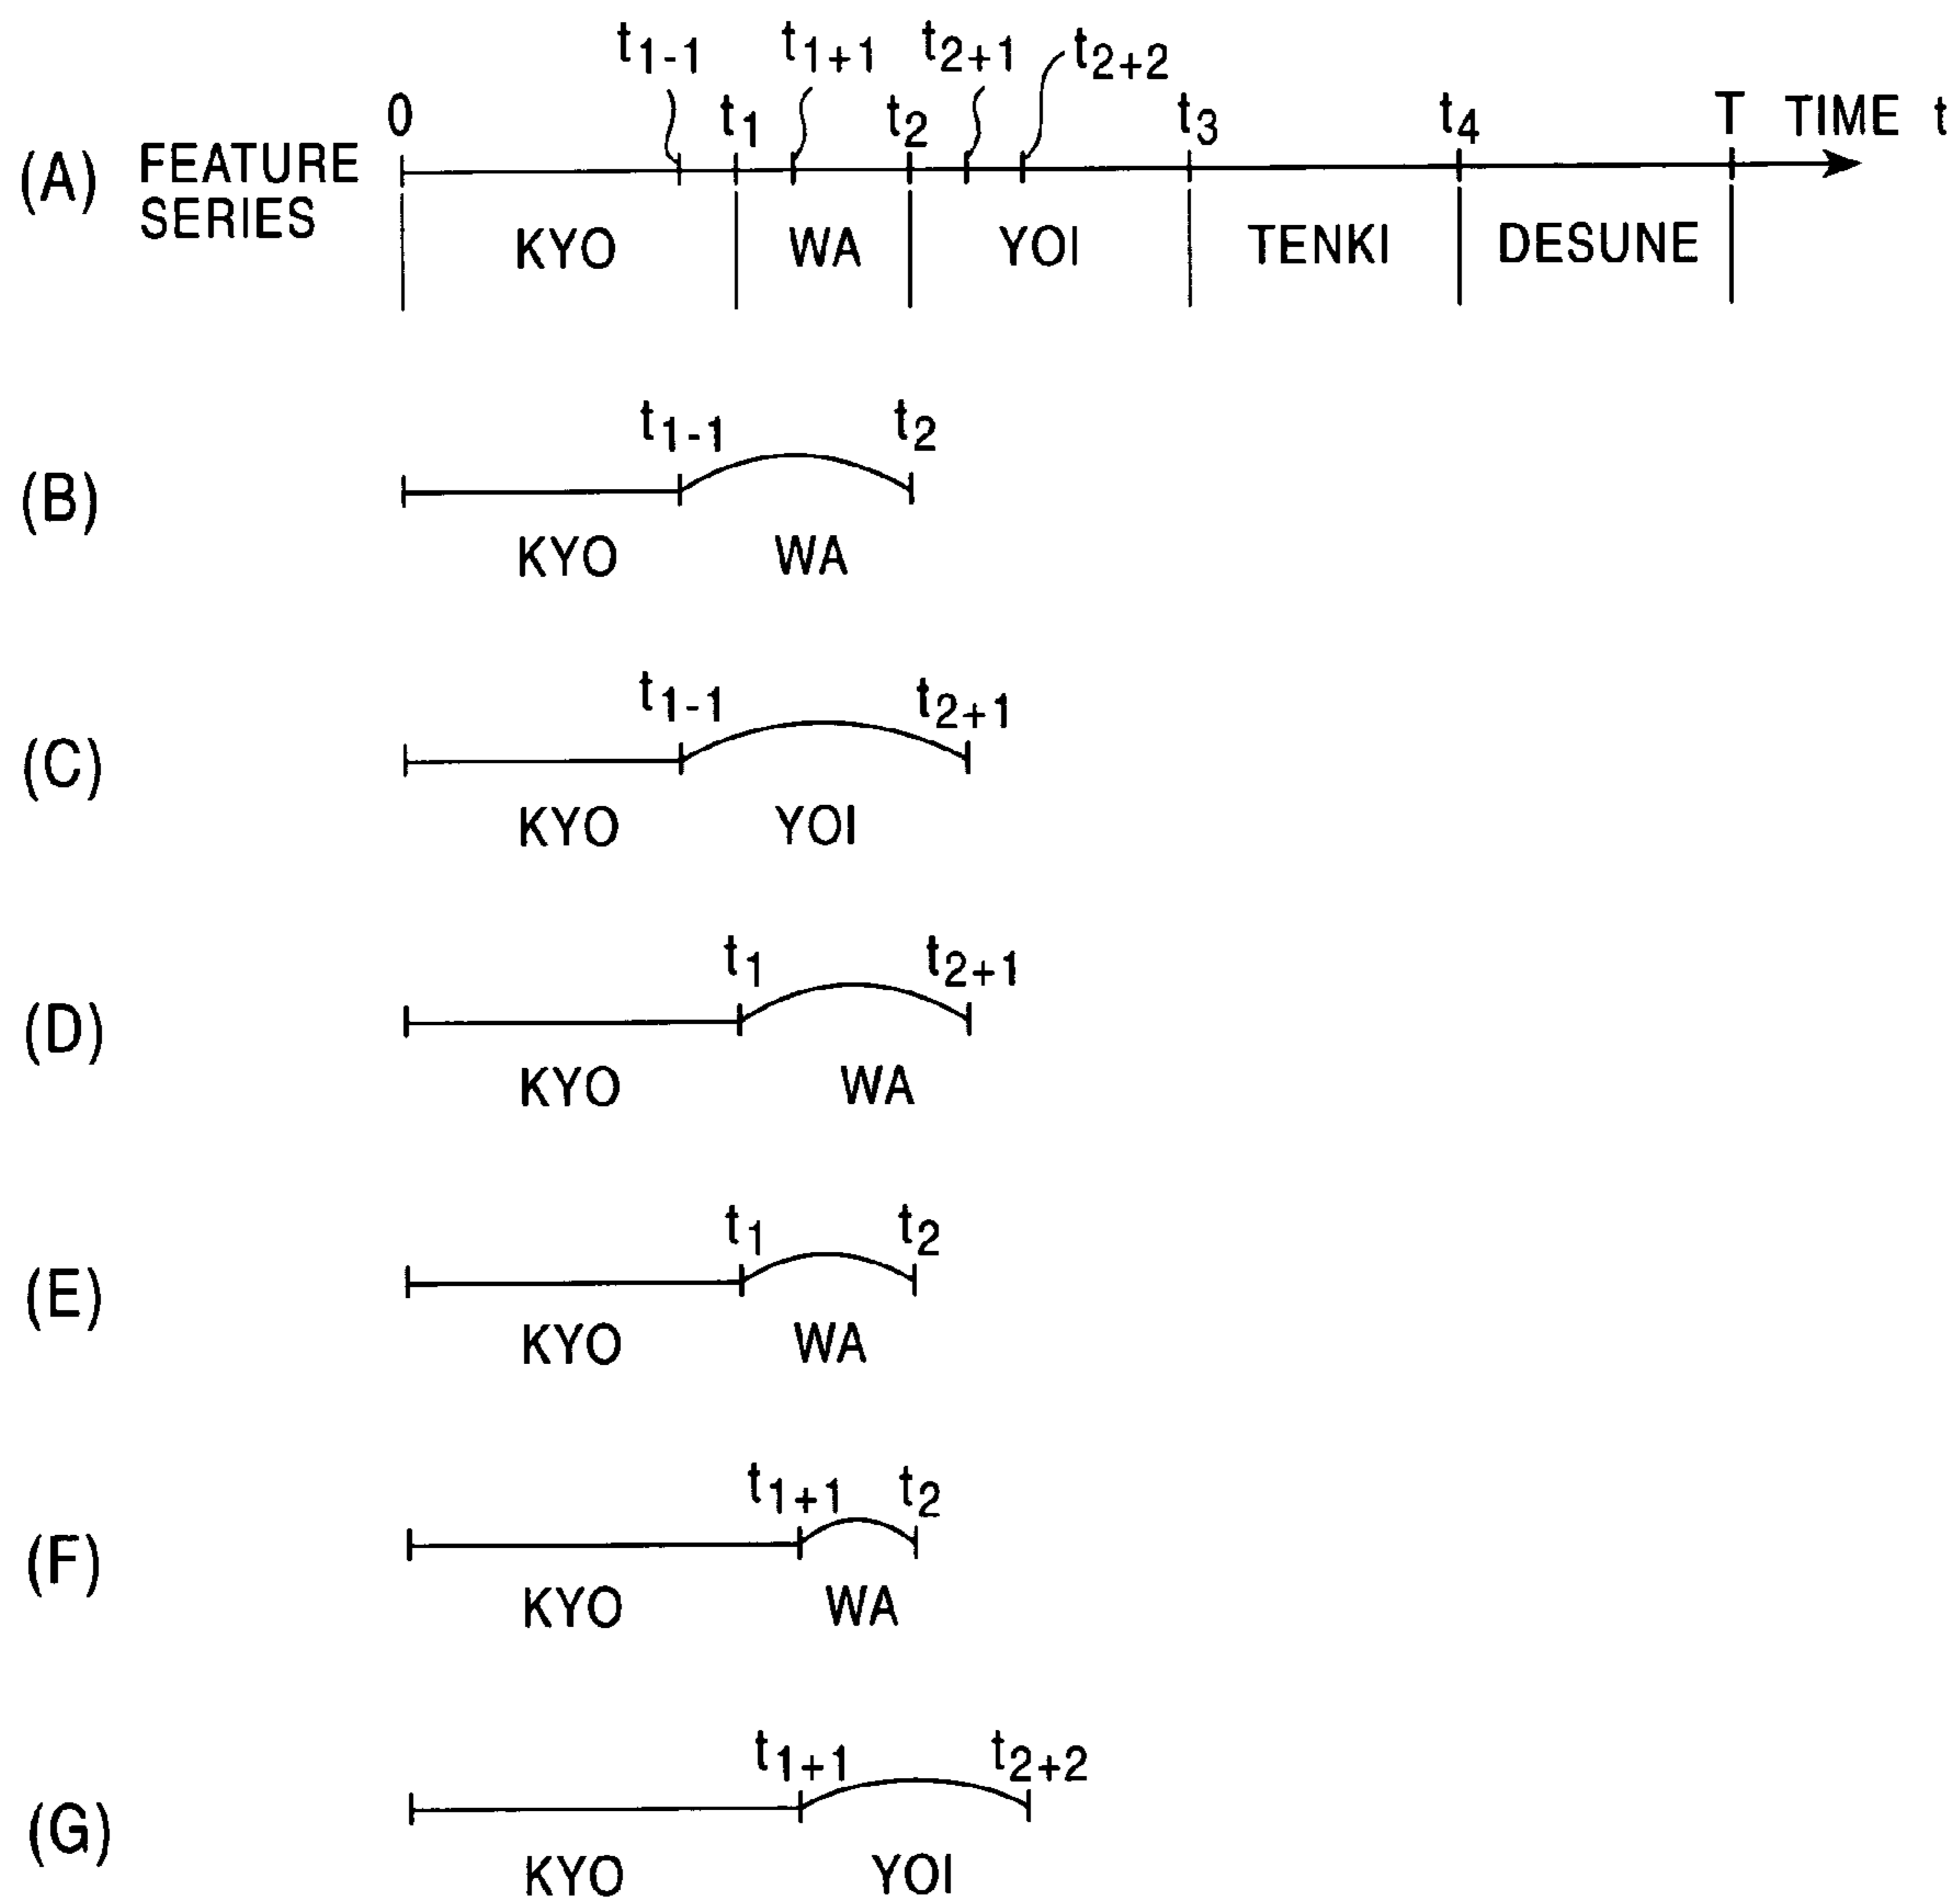 t1-1 t1+1 t2+1 t2+2
0 t1 t2 t3 t4 T TIME t
(A) FEATURE SERIES
KYO WA YOI TENKI DESUNE
t1-1 t2
(B)
KYO WA
t1-1 t2+1
(C)
KYO YOI
t1 t2+1
(D)
KYO WA
t1 t2
(E)
KYO WA
t1+1 t2
(F)
KYO WA
t1+1 t2+2
(G)
KYO YOI